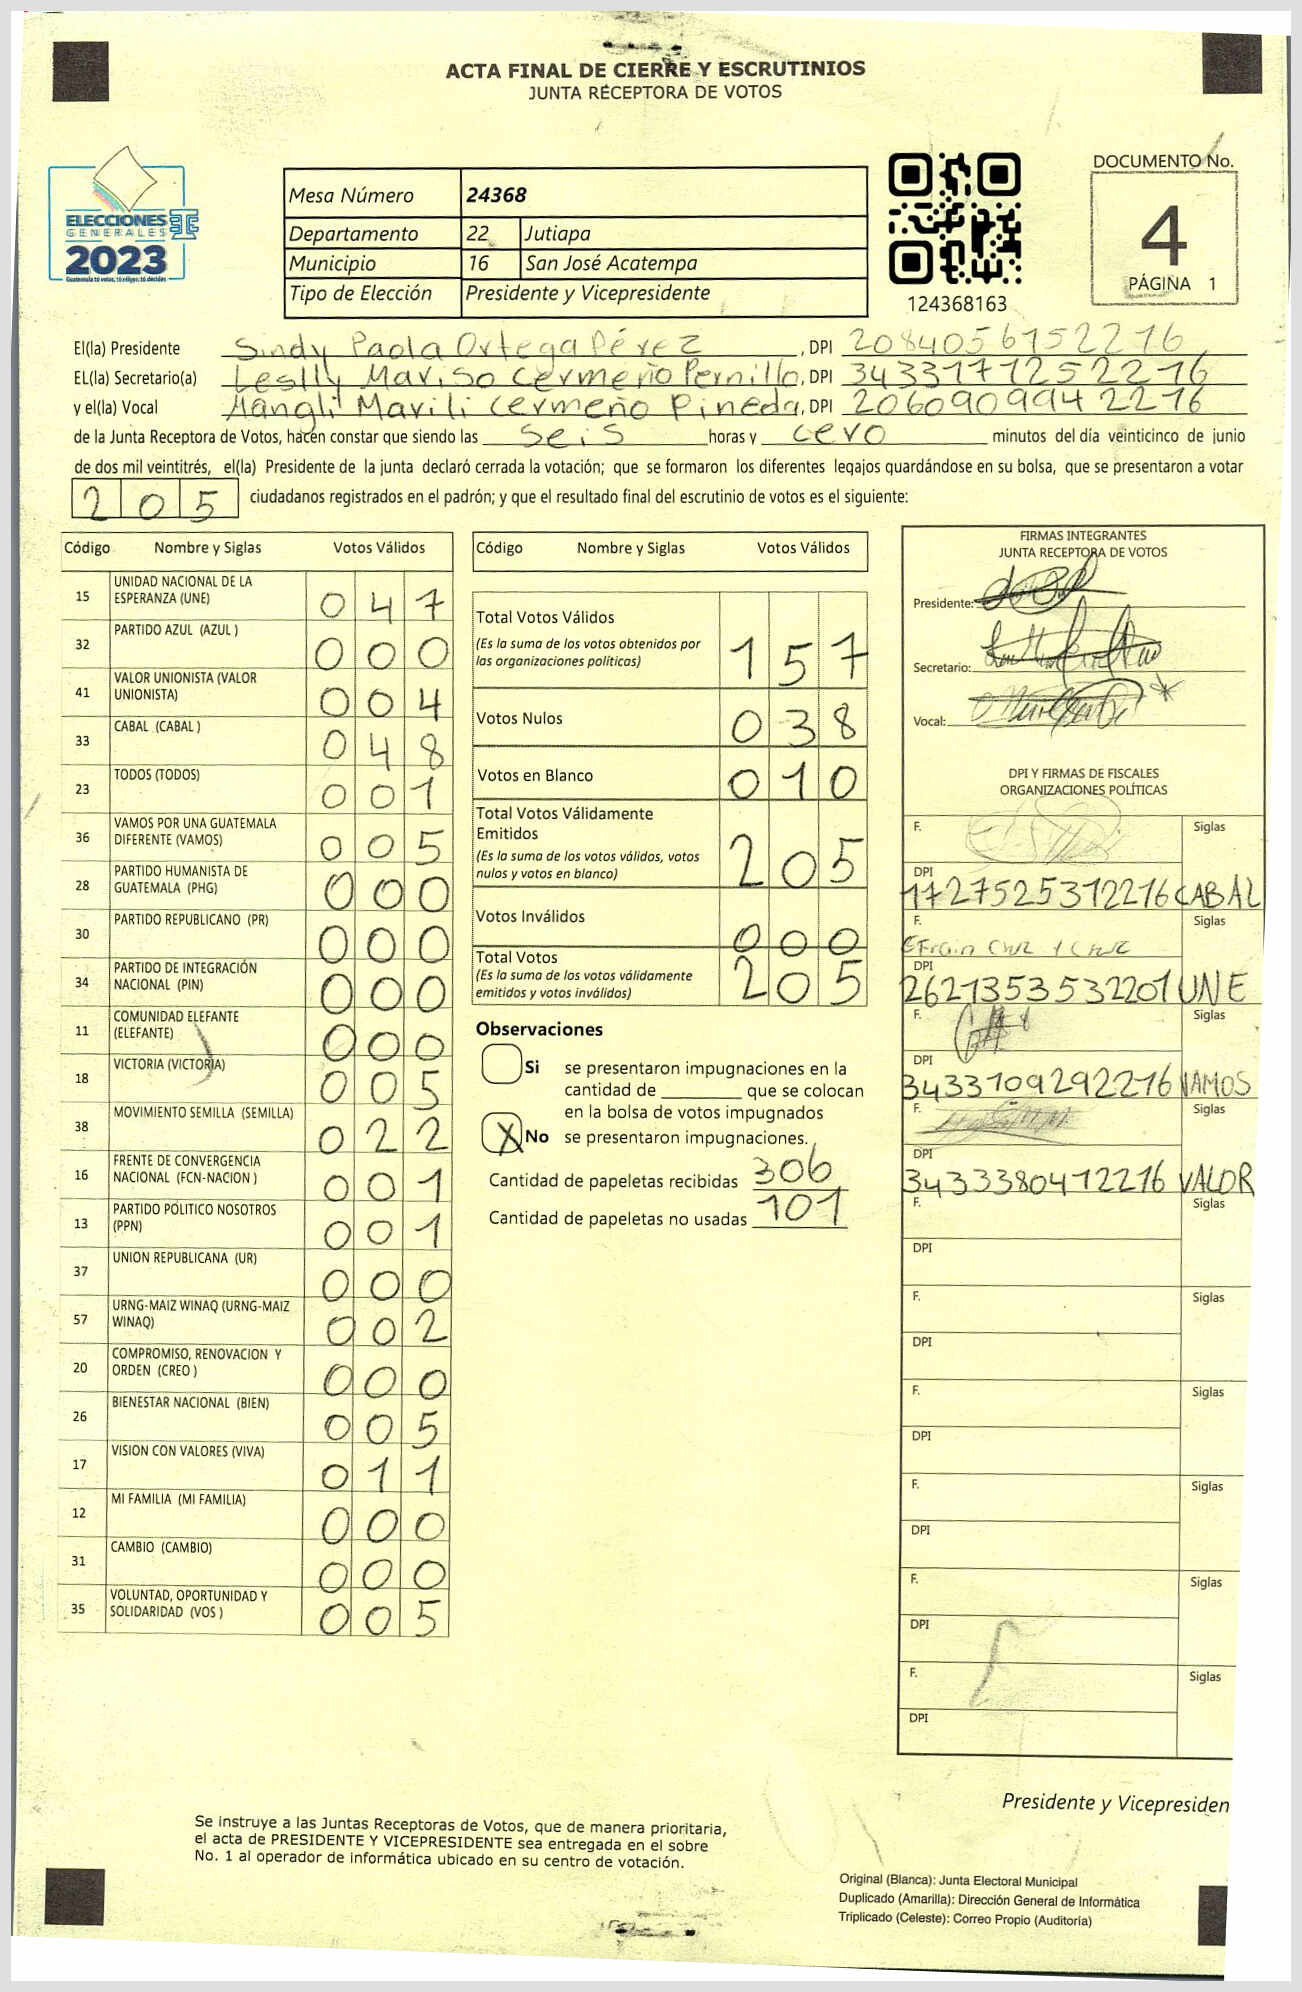 ACTA FINAL DE CIERRE Y ESCRUTINIOS
JUNTA RECEPTORA DE VOTOS
ELECCIONES
GENERALES
2023
Guatemala tú votas, tú eliges, tú decides
Mesa Número 24368
Departamento 22 Jutiapa
Municipio 16 San José Acatempa
Tipo de Elección Presidente y Vicepresidente
124368163
DOCUMENTO No.
4
PÁGINA 1
El(la) Presidente Sindy Paola Ortega Pérez, DPI 2084056152216
EL(la) Secretario(a) Leslly Mariso Cermeño Pernillo, DPI 3433171252216
y el(la) Vocal Hangli Marili Cermeño Pineda, DPI 2060909942216
de la Junta Receptora de Votos, hacen constar que siendo las seis horas y cero minutos del día veinticinco de junio
de dos mil veintitrés, el(la) Presidente de la junta declaró cerrada la votación; que se formaron los diferentes legajos guardándose en su bolsa, que se presentaron a votar
205 ciudadanos registrados en el padrón; y que el resultado final del escrutinio de votos es el siguiente:
Código Nombre y Siglas Votos Válidos
15 UNIDAD NACIONAL DE LA ESPERANZA (UNE) 047
32 PARTIDO AZUL (AZUL ) 000
41 VALOR UNIONISTA (VALOR UNIONISTA) 004
33 CABAL (CABAL ) 048
23 TODOS (TODOS) 001
36 VAMOS POR UNA GUATEMALA DIFERENTE (VAMOS) 005
28 PARTIDO HUMANISTA DE GUATEMALA (PHG) 000
30 PARTIDO REPUBLICANO (PR) 000
34 PARTIDO DE INTEGRACIÓN NACIONAL (PIN) 000
11 COMUNIDAD ELEFANTE (ELEFANTE) 000
18 VICTORIA (VICTORIA) 005
38 MOVIMIENTO SEMILLA (SEMILLA) 022
16 FRENTE DE CONVERGENCIA NACIONAL (FCN-NACION ) 001
13 PARTIDO POLITICO NOSOTROS (PPN) 001
37 UNION REPUBLICANA (UR) 000
57 URNG-MAIZ WINAQ (URNG-MAIZ WINAQ) 002
20 COMPROMISO, RENOVACION Y ORDEN (CREO ) 000
26 BIENESTAR NACIONAL (BIEN) 005
17 VISION CON VALORES (VIVA) 011
12 MI FAMILIA (MI FAMILIA) 000
31 CAMBIO (CAMBIO) 000
35 VOLUNTAD, OPORTUNIDAD Y SOLIDARIDAD (VOS ) 005
Código Nombre y Siglas Votos Válidos
Total Votos Válidos
(Es la suma de los votos obtenidos por las organizaciones políticas) 157
Votos Nulos 038
Votos en Blanco 010
Total Votos Válidamente Emitidos
(Es la suma de los votos válidos, votos nulos y votos en blanco) 205
Votos Inválidos 000
Total Votos
(Es la suma de los votos válidamente emitidos y votos inválidos) 205
Observaciones
Si se presentaron impugnaciones en la
cantidad de ________ que se colocan
en la bolsa de votos impugnados
X No se presentaron impugnaciones.
Cantidad de papeletas recibidas 306
Cantidad de papeletas no usadas 101
FIRMAS INTEGRANTES
JUNTA RECEPTORA DE VOTOS
Presidente:
Secretario:
Vocal:
DPI Y FIRMAS DE FISCALES
ORGANIZACIONES POLÍTICAS
F. Siglas
DPI 1727525312216 CABAL
F. Efrain Cruz y Cruz Siglas
DPI 2621353532201 UNE
F. Siglas
DPI 3433109292216 VAMOS
F. Siglas
DPI 3433380412216 VALOR
F. Siglas
DPI
F. Siglas
DPI
F. Siglas
DPI
F. Siglas
DPI
F. Siglas
DPI
F. Siglas
DPI
Presidente y Vicepresiden
Se instruye a las Juntas Receptoras de Votos, que de manera prioritaria,
el acta de PRESIDENTE Y VICEPRESIDENTE sea entregada en el sobre
No. 1 al operador de informática ubicado en su centro de votación.
Original (Blanca): Junta Electoral Municipal
Duplicado (Amarilla): Dirección General de Informática
Triplicado (Celeste): Correo Propio (Auditoría)